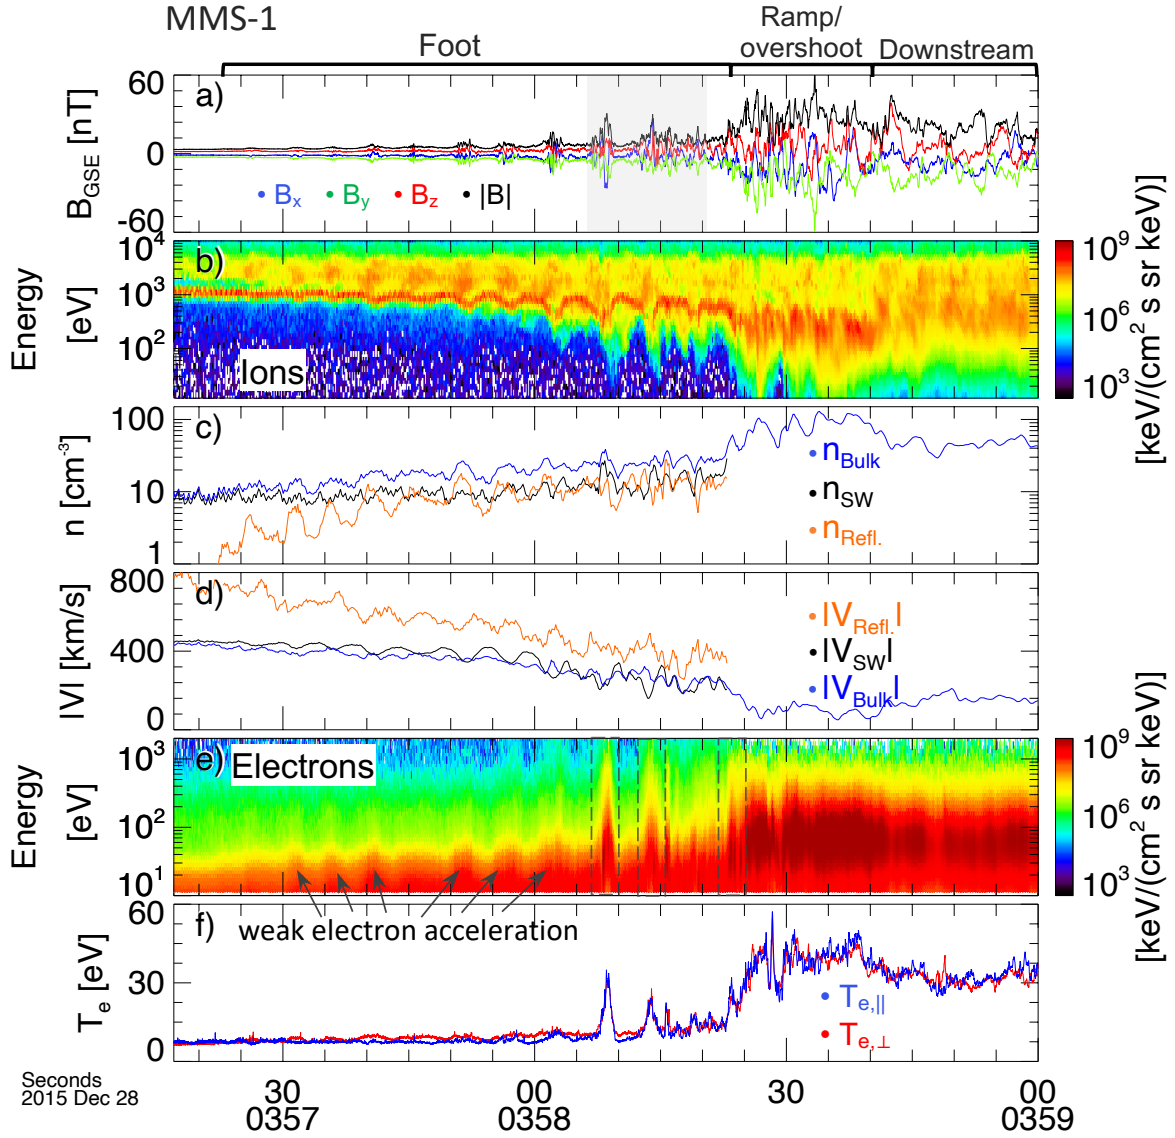 MMS-1
Foot
Ramp/
overshoot
Downstream
a)
60
0
-60
B_GSE [nT]
• B_x • B_y • B_z • |B|
b)
10^4
10^3
10^2
Energy
[eV]
Ions
10^9
10^6
10^3
[keV/(cm^2 s sr keV)]
c)
100
10
1
n [cm^-3]
• n_Bulk
• n_SW
• n_Refl.
d)
800
400
0
|V| [km/s]
• |V_Refl.|
• |V_SW|
• |V_Bulk|
e)
Electrons
10^3
10^2
10^1
Energy
[eV]
10^9
10^6
10^3
[keV/(cm^2 s sr keV)]
f)
weak electron acceleration
60
30
0
T_e [eV]
• T_e,||
• T_e,⊥
Seconds
2015 Dec 28
30 00 30 00
0357 0358 0359